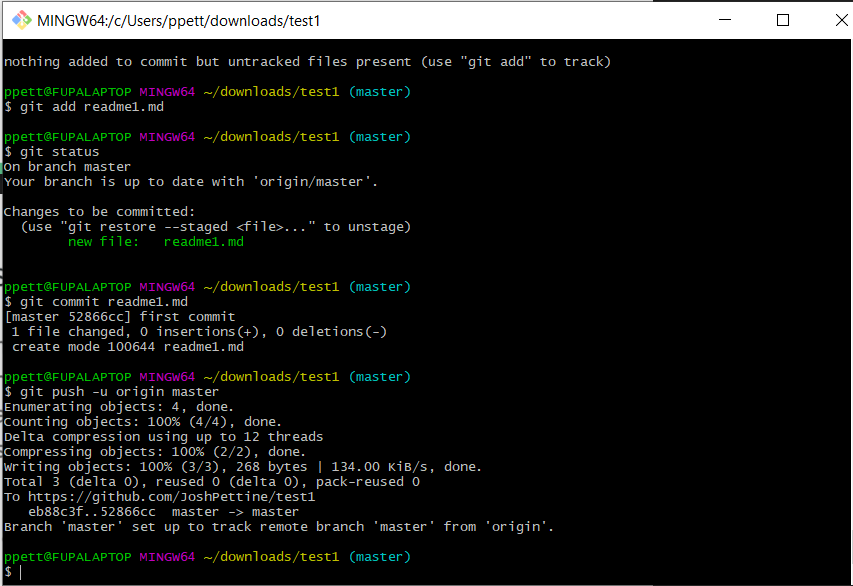 MINGW64:/c/Users/ppett/downloads/test1
nothing added to commit but untracked files present (use "git add" to track)
ppett@FUPALAPTOP MINGW64 ~/downloads/test1 (master)
$ git add readme1.md
ppett@FUPALAPTOP MINGW64 ~/downloads/test1 (master)
$ git status
On branch master
Your branch is up to date with 'origin/master'.
Changes to be committed:
  (use "git restore --staged <file>..." to unstage)
        new file:   readme1.md
ppett@FUPALAPTOP MINGW64 ~/downloads/test1 (master)
$ git commit readme1.md
[master 52866cc] first commit
 1 file changed, 0 insertions(+), 0 deletions(-)
 create mode 100644 readme1.md
ppett@FUPALAPTOP MINGW64 ~/downloads/test1 (master)
$ git push -u origin master
Enumerating objects: 4, done.
Counting objects: 100% (4/4), done.
Delta compression using up to 12 threads
Compressing objects: 100% (2/2), done.
Writing objects: 100% (3/3), 268 bytes | 134.00 KiB/s, done.
Total 3 (delta 0), reused 0 (delta 0), pack-reused 0
To https://github.com/JoshPettine/test1
   eb88c3f..52866cc  master -> master
Branch 'master' set up to track remote branch 'master' from 'origin'.
ppett@FUPALAPTOP MINGW64 ~/downloads/test1 (master)
$